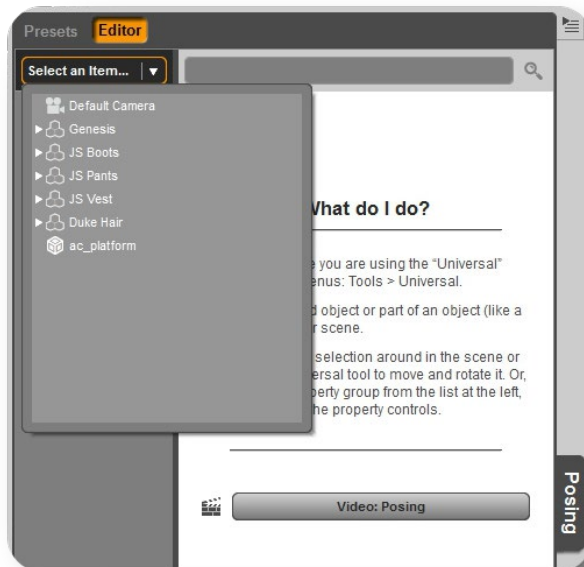 Presets Editor
Select an Item...
Default Camera
Genesis
JS Boots
JS Pants
JS Vest
Duke Hair
ac_platform
What do I do?
you are using the “Universal”
enus: Tools > Universal.
object or part of an object (like a
r scene.
selection around in the scene or
ersal tool to move and rotate it. Or,
perty group from the list at the left,
he property controls.
Video: Posing
Posing